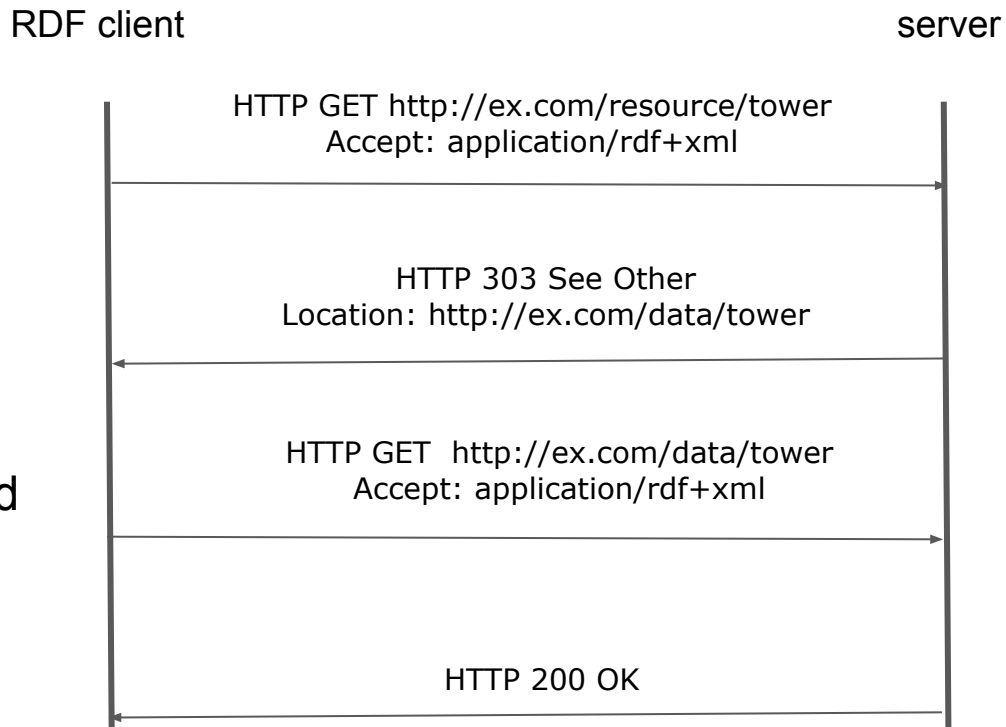 RDF client
server
HTTP GET http://ex.com/resource/tower
Accept: application/rdf+xml
HTTP 303 See Other
Location: http://ex.com/data/tower
HTTP GET  http://ex.com/data/tower
Accept: application/rdf+xml
d
HTTP 200 OK